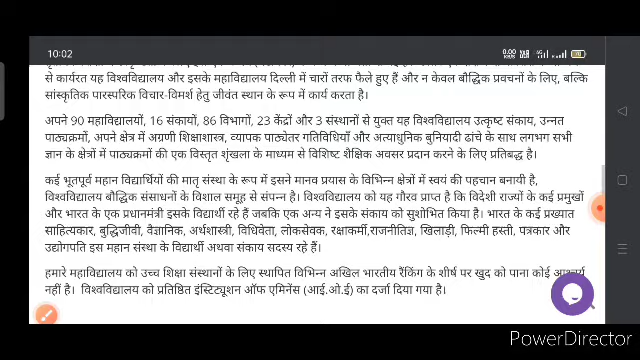 10:02
0.00 KB/s
से कार्यरत यह विश्वविद्यालय और इसके महाविद्यालय दिल्ली में चारों तरफ फैले हुए हैं और न केवल बौद्धिक प्रवचनों के लिए, बल्कि
सांस्कृतिक पारस्परिक विचार-विमर्श हेतु जीवंत स्थान के रूप में कार्य करता है।
अपने 90 महाविद्यालयों, 16 संकायों, 86 विभागों, 23 केंद्रों और 3 संस्थानों से युक्त यह विश्वविद्यालय उत्कृष्ट संकाय, उन्नत
पाठ्यक्रमों, अपने क्षेत्र में अग्रणी शिक्षाशास्त्र, व्यापक पाठ्येतर गतिविधियों और अत्याधुनिक बुनियादी ढांचे के साथ लगभग सभी
ज्ञान के क्षेत्रों में पाठ्यक्रमों की एक विस्तृत शृंखला के माध्यम से विशिष्ट शैक्षिक अवसर प्रदान करने के लिए प्रतिबद्ध है।
कई भूतपूर्व महान विद्यार्थियों की मातृ संस्था के रूप में इसने मानव प्रयास के विभिन्न क्षेत्रों में स्वयं की पहचान बनायी है,
विश्वविद्यालय बौद्धिक संसाधनों के विशाल समूह से संपन्न है। विश्वविद्यालय को यह गौरव प्राप्त है कि विदेशी राज्यों के कई प्रमुखों
और भारत के एक प्रधानमंत्री इसके विद्यार्थी रहे हैं जबकि एक अन्य ने इसके संकाय को सुशोभित किया है। भारत के कई प्रख्यात
साहित्यकार, बुद्धिजीवी, वैज्ञानिक, अर्थशास्त्री, विधिवेता, लोकसेवक, रक्षाकर्मी,राजनीतिज्ञ, खिलाड़ी, फिल्मी हस्ती, पत्रकार और
उद्योगपति इस महान संस्था के विद्यार्थी अथवा संकाय सदस्य रहे हैं।
हमारे महाविद्यालय को उच्च शिक्षा संस्थानों के लिए स्थापित विभिन्न अखिल भारतीय रैंकिंग के शीर्ष पर खुद को पाना कोई आश्चर्य
नहीं है। विश्वविद्यालय को प्रतिष्ठित इंस्टिट्यूशन ऑफ एमिनेंस (आई.ओ.ई) का दर्जा दिया गया है।
PowerDirector